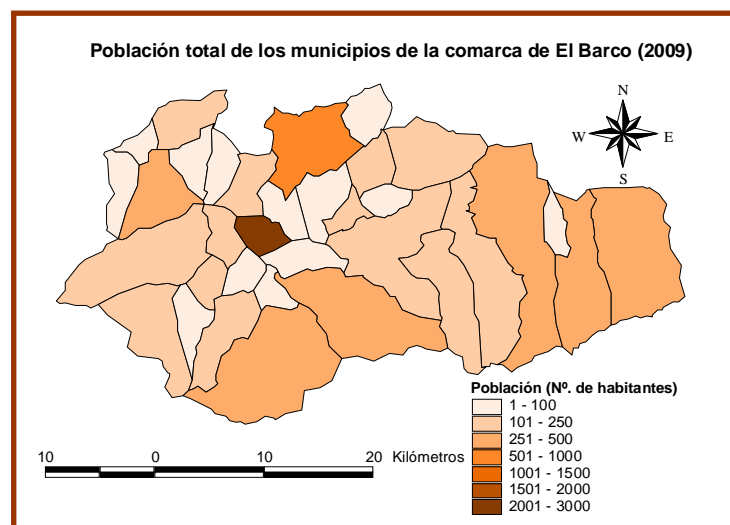 Población total de los municipios de la comarca de El Barco (2009)
N
W E
S
Población (Nº. de habitantes)
1 - 100
101 - 250
251 - 500
501 - 1000
1001 - 1500
1501 - 2000
2001 - 3000
10 0 10 20 Kilómetros